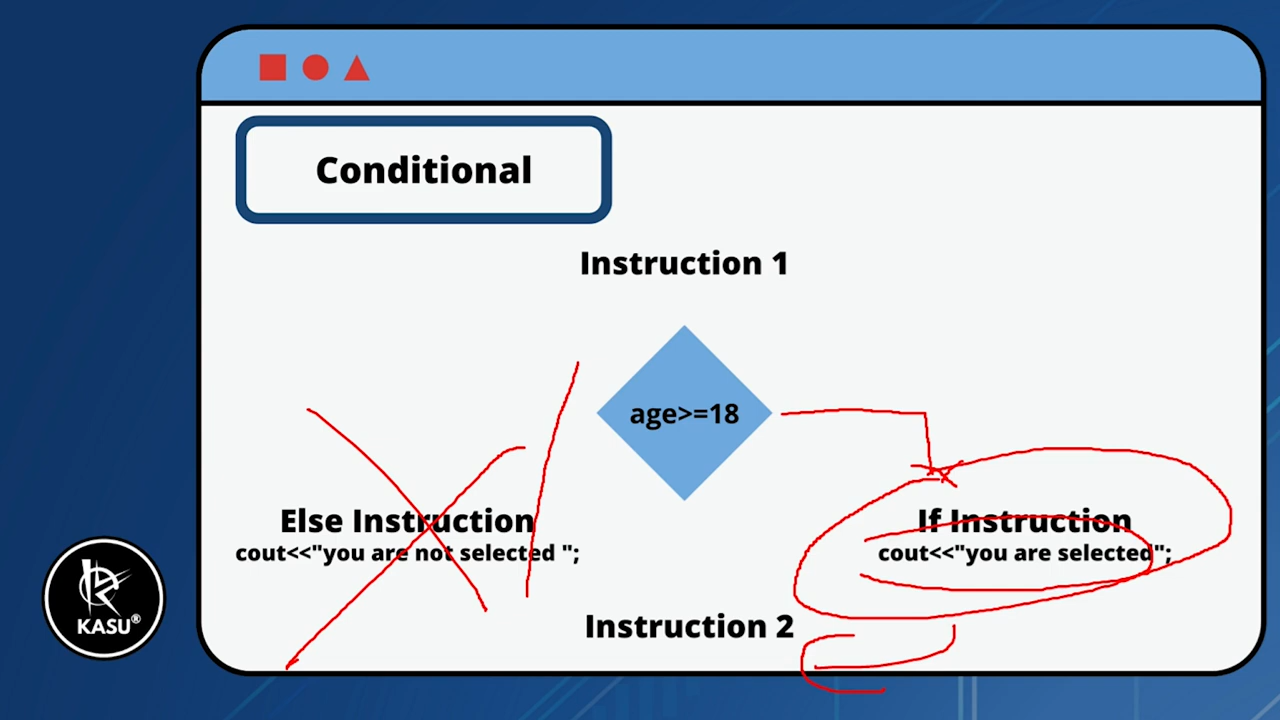 Conditional
Instruction 1
age>=18
Else Instruction
cout<<"you are not selected ";
If Instruction
cout<<"you are selected";
Instruction 2
KASU®